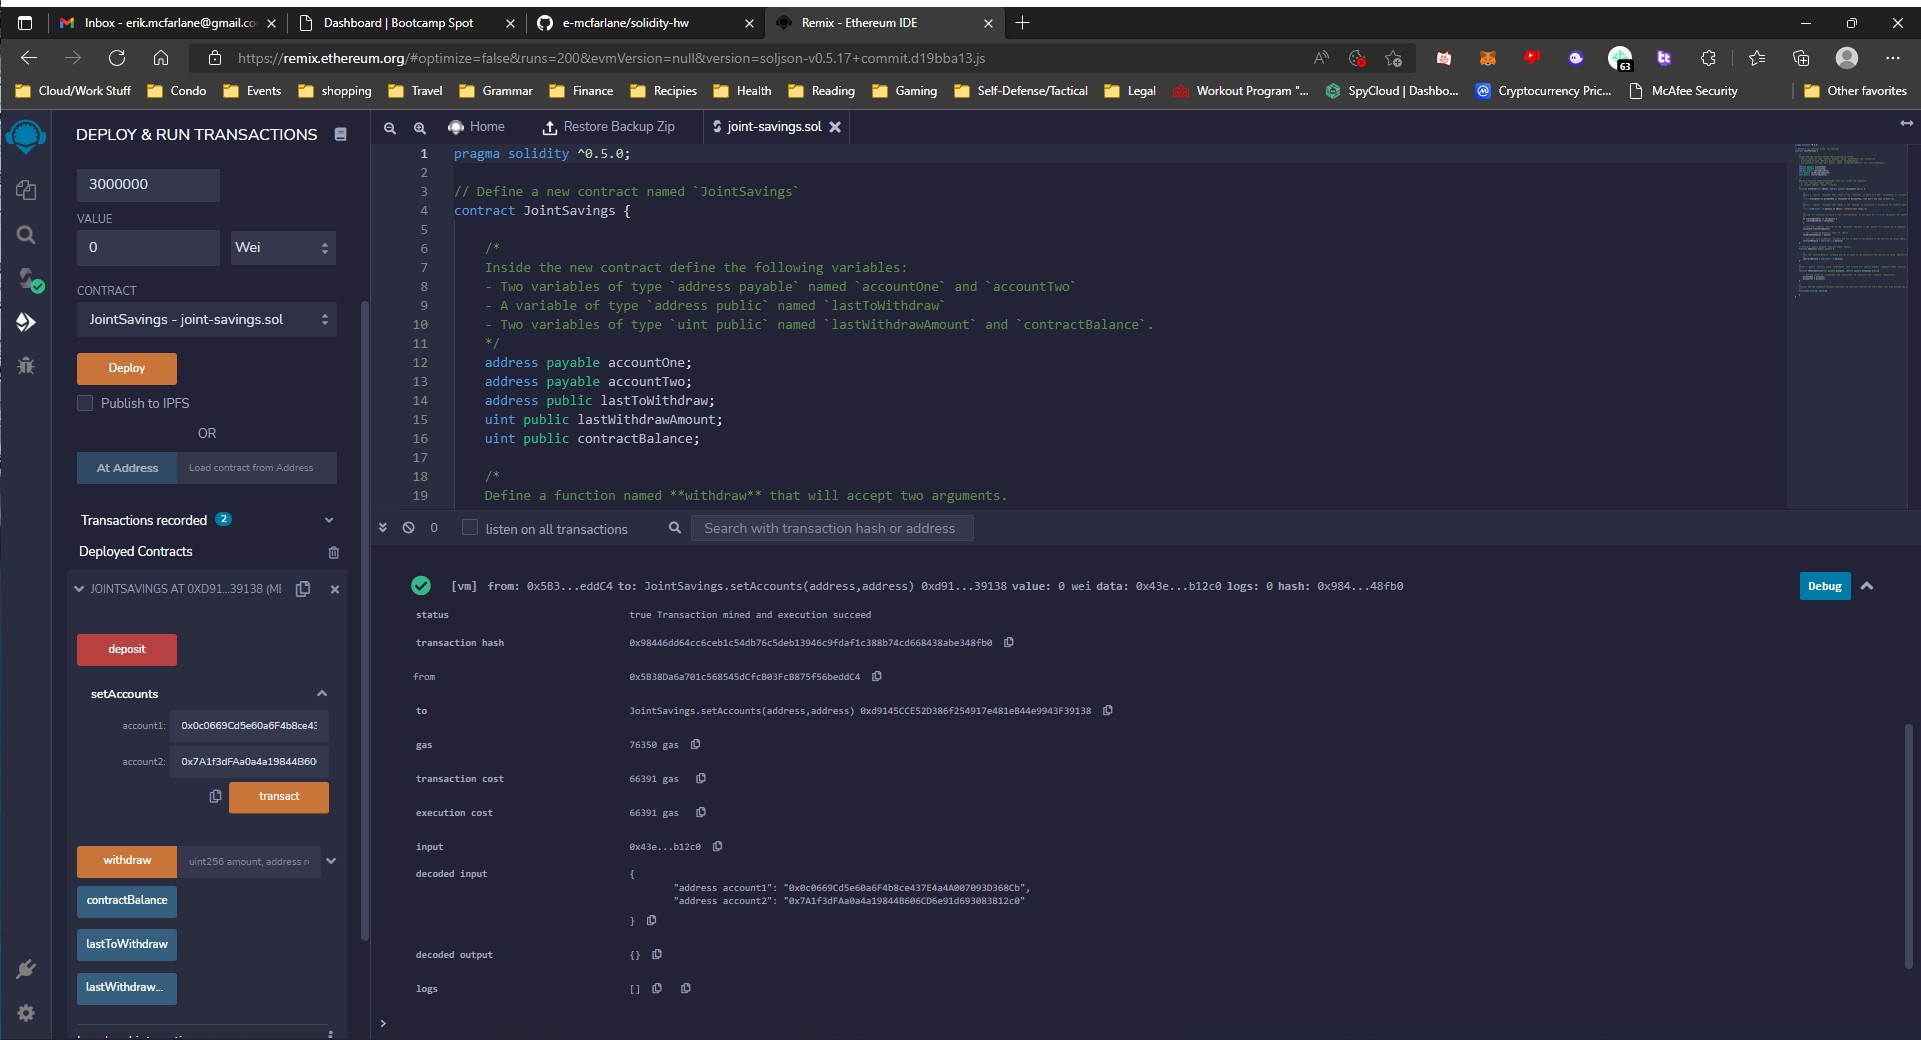 Inbox - erik.mcfarlane@gmail.co
Dashboard | Bootcamp Spot
e-mcfarlane/solidity-hw
Remix - Ethereum IDE
https://remix.ethereum.org/#optimize=false&runs=200&evmVersion=null&version=soljson-v0.5.17+commit.d19bba13.js
63
Cloud/Work Stuff
Condo
Events
shopping
Travel
Grammar
Finance
Recipies
Health
Reading
Gaming
Self-Defense/Tactical
Legal
Workout Program "...
SpyCloud | Dashbo...
Cryptocurrency Pric...
McAfee Security
Other favorites
DEPLOY & RUN TRANSACTIONS
3000000
VALUE
0
Wei
CONTRACT
JointSavings - joint-savings.sol
Deploy
Publish to IPFS
OR
At Address
Load contract from Address
Transactions recorded 2
Deployed Contracts
JOINTSAVINGS AT 0XD91...39138 (ME
deposit
setAccounts
account1: 0x0c0669Cd5e60a6F4b8ce43
account2: 0x7A1f3dFAa0a4a19844B60
transact
withdraw
uint256 amount, address r
contractBalance
lastToWithdraw
lastWithdraw...
Home
Restore Backup Zip
joint-savings.sol
1 pragma solidity ^0.5.0;
2
3 // Define a new contract named `JointSavings`
4 contract JointSavings {
5
6 /*
7 Inside the new contract define the following variables:
8 - Two variables of type `address payable` named `accountOne` and `accountTwo`
9 - A variable of type `address public` named `lastToWithdraw`
10 - Two variables of type `uint public` named `lastWithdrawAmount` and `contractBalance`.
11 */
12 address payable accountOne;
13 address payable accountTwo;
14 address public lastToWithdraw;
15 uint public lastWithdrawAmount;
16 uint public contractBalance;
17
18 /*
19 Define a function named **withdraw** that will accept two arguments.
0
listen on all transactions
Search with transaction hash or address
[vm] from: 0x5B3...eddC4 to: JointSavings.setAccounts(address,address) 0xd91...39138 value: 0 wei data: 0x43e...b12c0 logs: 0 hash: 0x984...48fb0
Debug
status true Transaction mined and execution succeed
transaction hash 0x98446dd64cc6ceb1c54db76c5deb13946c9fdaf1c388b74cd668438abe348fb0
from 0x5B38Da6a701c568545dCfcB03FcB875f56beddC4
to JointSavings.setAccounts(address,address) 0xd9145CCE52D386f254917e481eB44e9943F39138
gas 76350 gas
transaction cost 66391 gas
execution cost 66391 gas
input 0x43e...b12c0
decoded input {
"address account1": "0x0c0669Cd5e60a6F4b8ce437E4a4A007093D368Cb",
"address account2": "0x7A1f3dFAa0a4a19844B606CD6e91d693083B12c0"
}
decoded output {}
logs []
>